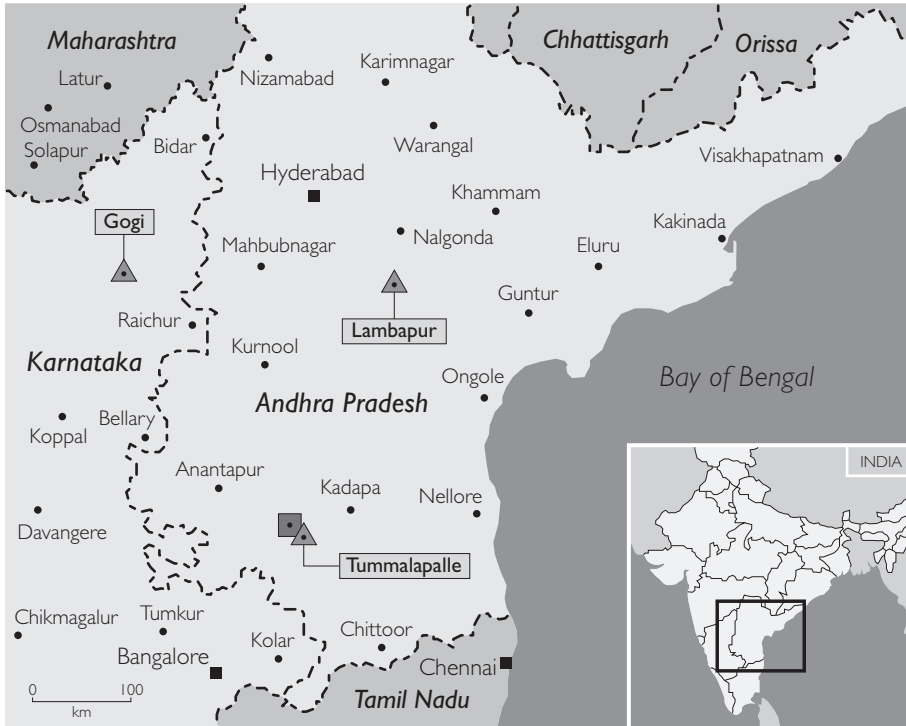 Maharashtra
Chhattisgarh
Orissa
Latur
Nizamabad
Karimnagar
Osmanabad
Solapur
Bidar
Warangal
Visakhapatnam
Hyderabad
Khammam
Gogi
Nalgonda
Kakinada
Mahbubnagar
Eluru
Guntur
Raichur
Lambapur
Karnataka
Kurnool
Ongole
Bay of Bengal
Andhra Pradesh
Koppal
Bellary
INDIA
Anantapur
Kadapa
Nellore
Davangere
Tummalapalle
Chikmagalur
Tumkur
Kolar
Chittoor
Bangalore
Chennai
0 100
km
Tamil Nadu